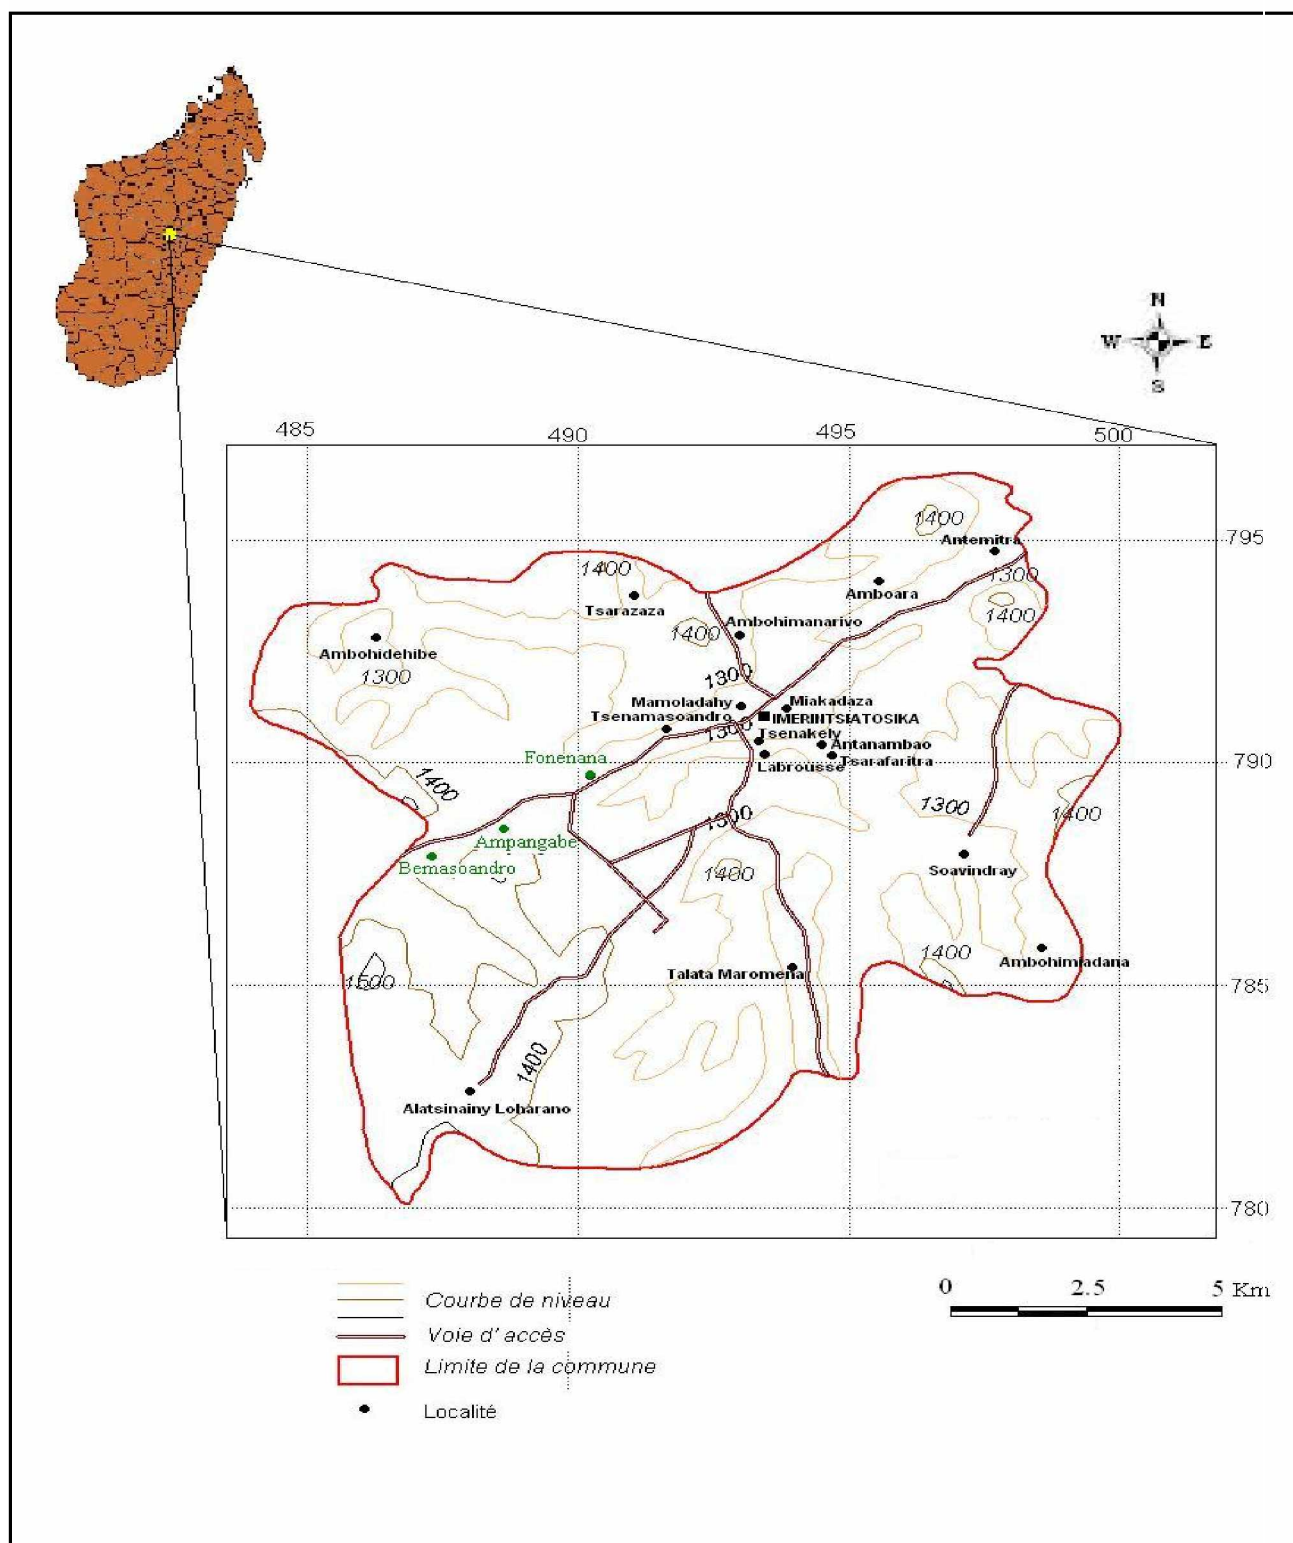 N
W E
S
485 490 495 500
1400
795
Antemitra
1400
1300
Tsarazaza
Amboara
1400
1400
Ambohimanarivo
Ambohidehibe
1300
1300
Mamoladahy
Miakadaza
Tsenamasoandro
IMERINTSIATOSIKA
1300
Tsenakely
Antanambao
Fonenana
Labrousse
Tsarafaritra
790
1400
1300
1400
1300
Ampangabe
Bemasoandro
1400
Soavindray
1400
Ambohimiadana
Talata Maromena
1500
785
1400
Alatsinainy Loharano
780
0 2.5 5 Km
Courbe de niveau
Voie d'accès
Limite de la commune
Localité